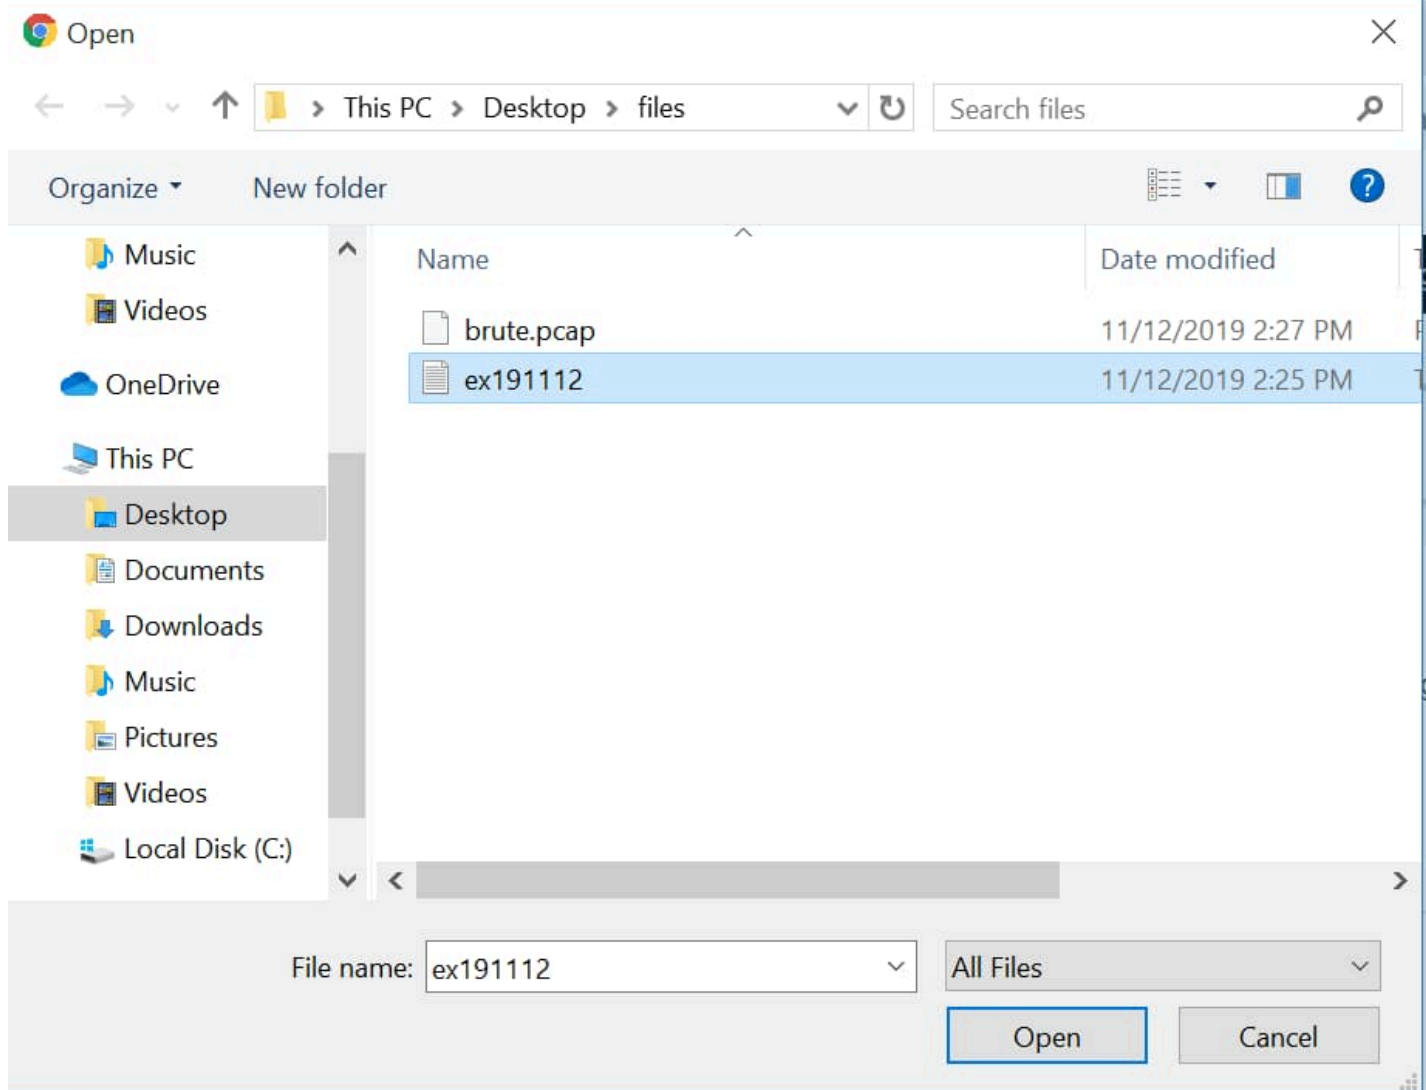 Open
This PC > Desktop > files
Search files
Organize
New folder
?
Music
Videos
OneDrive
This PC
Desktop
Documents
Downloads
Music
Pictures
Videos
Local Disk (C:)
Name Date modified
brute.pcap 11/12/2019 2:27 PM
ex191112 11/12/2019 2:25 PM
File name: ex191112 All Files
Open Cancel